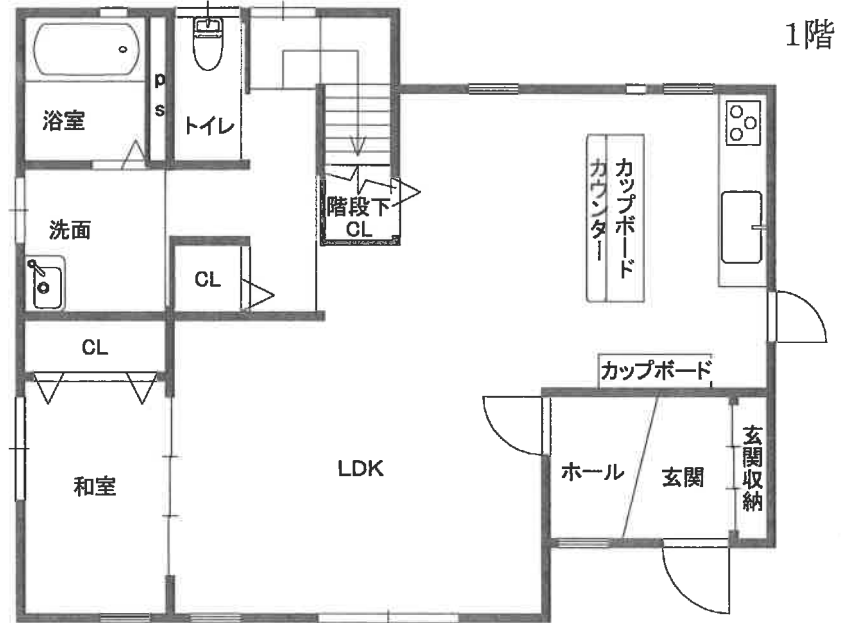 1階
ps
浴室
トイレ
洗面
階段下
CL
カップボード
カウンター
CL
CL
カップボード
和室
LDK
ホール
玄関
玄関収納